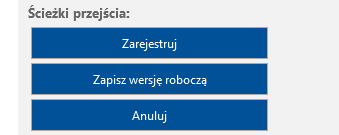 Ścieżki przejścia:
Zarejestruj
Zapisz wersję roboczą
Anuluj